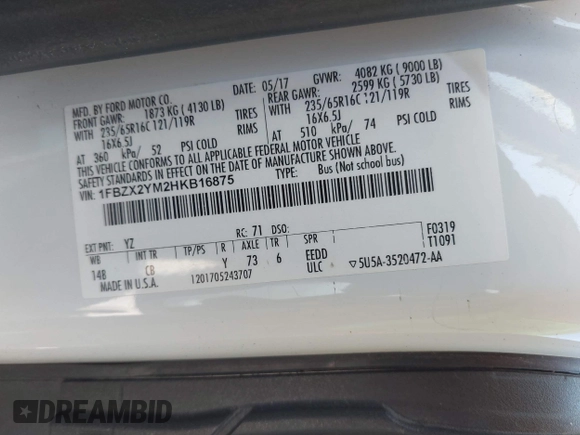 MFD. BY FORD MOTOR CO. DATE: 05/17 GVWR: 4082 KG ( 9000 LB)
FRONT GAWR: 1873 KG ( 4130 LB) REAR GAWR: 2599 KG ( 5730 LB)
WITH 235/65R16C 121/119R TIRES WITH 235/65R16C 121/119R TIRES
16X6.5J RIMS 16X6.5J RIMS
AT 360 kPa/ 52 PSI COLD AT 510 kPa/ 74 PSI COLD
THIS VEHICLE CONFORMS TO ALL APPLICABLE FEDERAL MOTOR VEHICLE
SAFETY BUMPER AND THEFT PREVENTION STANDARDS IN EFFECT ON THE DATE OF MANUFACTURE SHOWN ABOVE.
VIN: 1FBZX2YM2HKB16875 TYPE: Bus (Not school bus)
EXT PNT: YZ RC: 71 DSO: F0319
WB INT TR TP/PS R AXLE TR SPR T1091
148 CB Y 73 6 EEDD
MADE IN U.S.A. 1201705243707 ULC ▽5U5A-3520472-AA
DREAMBID